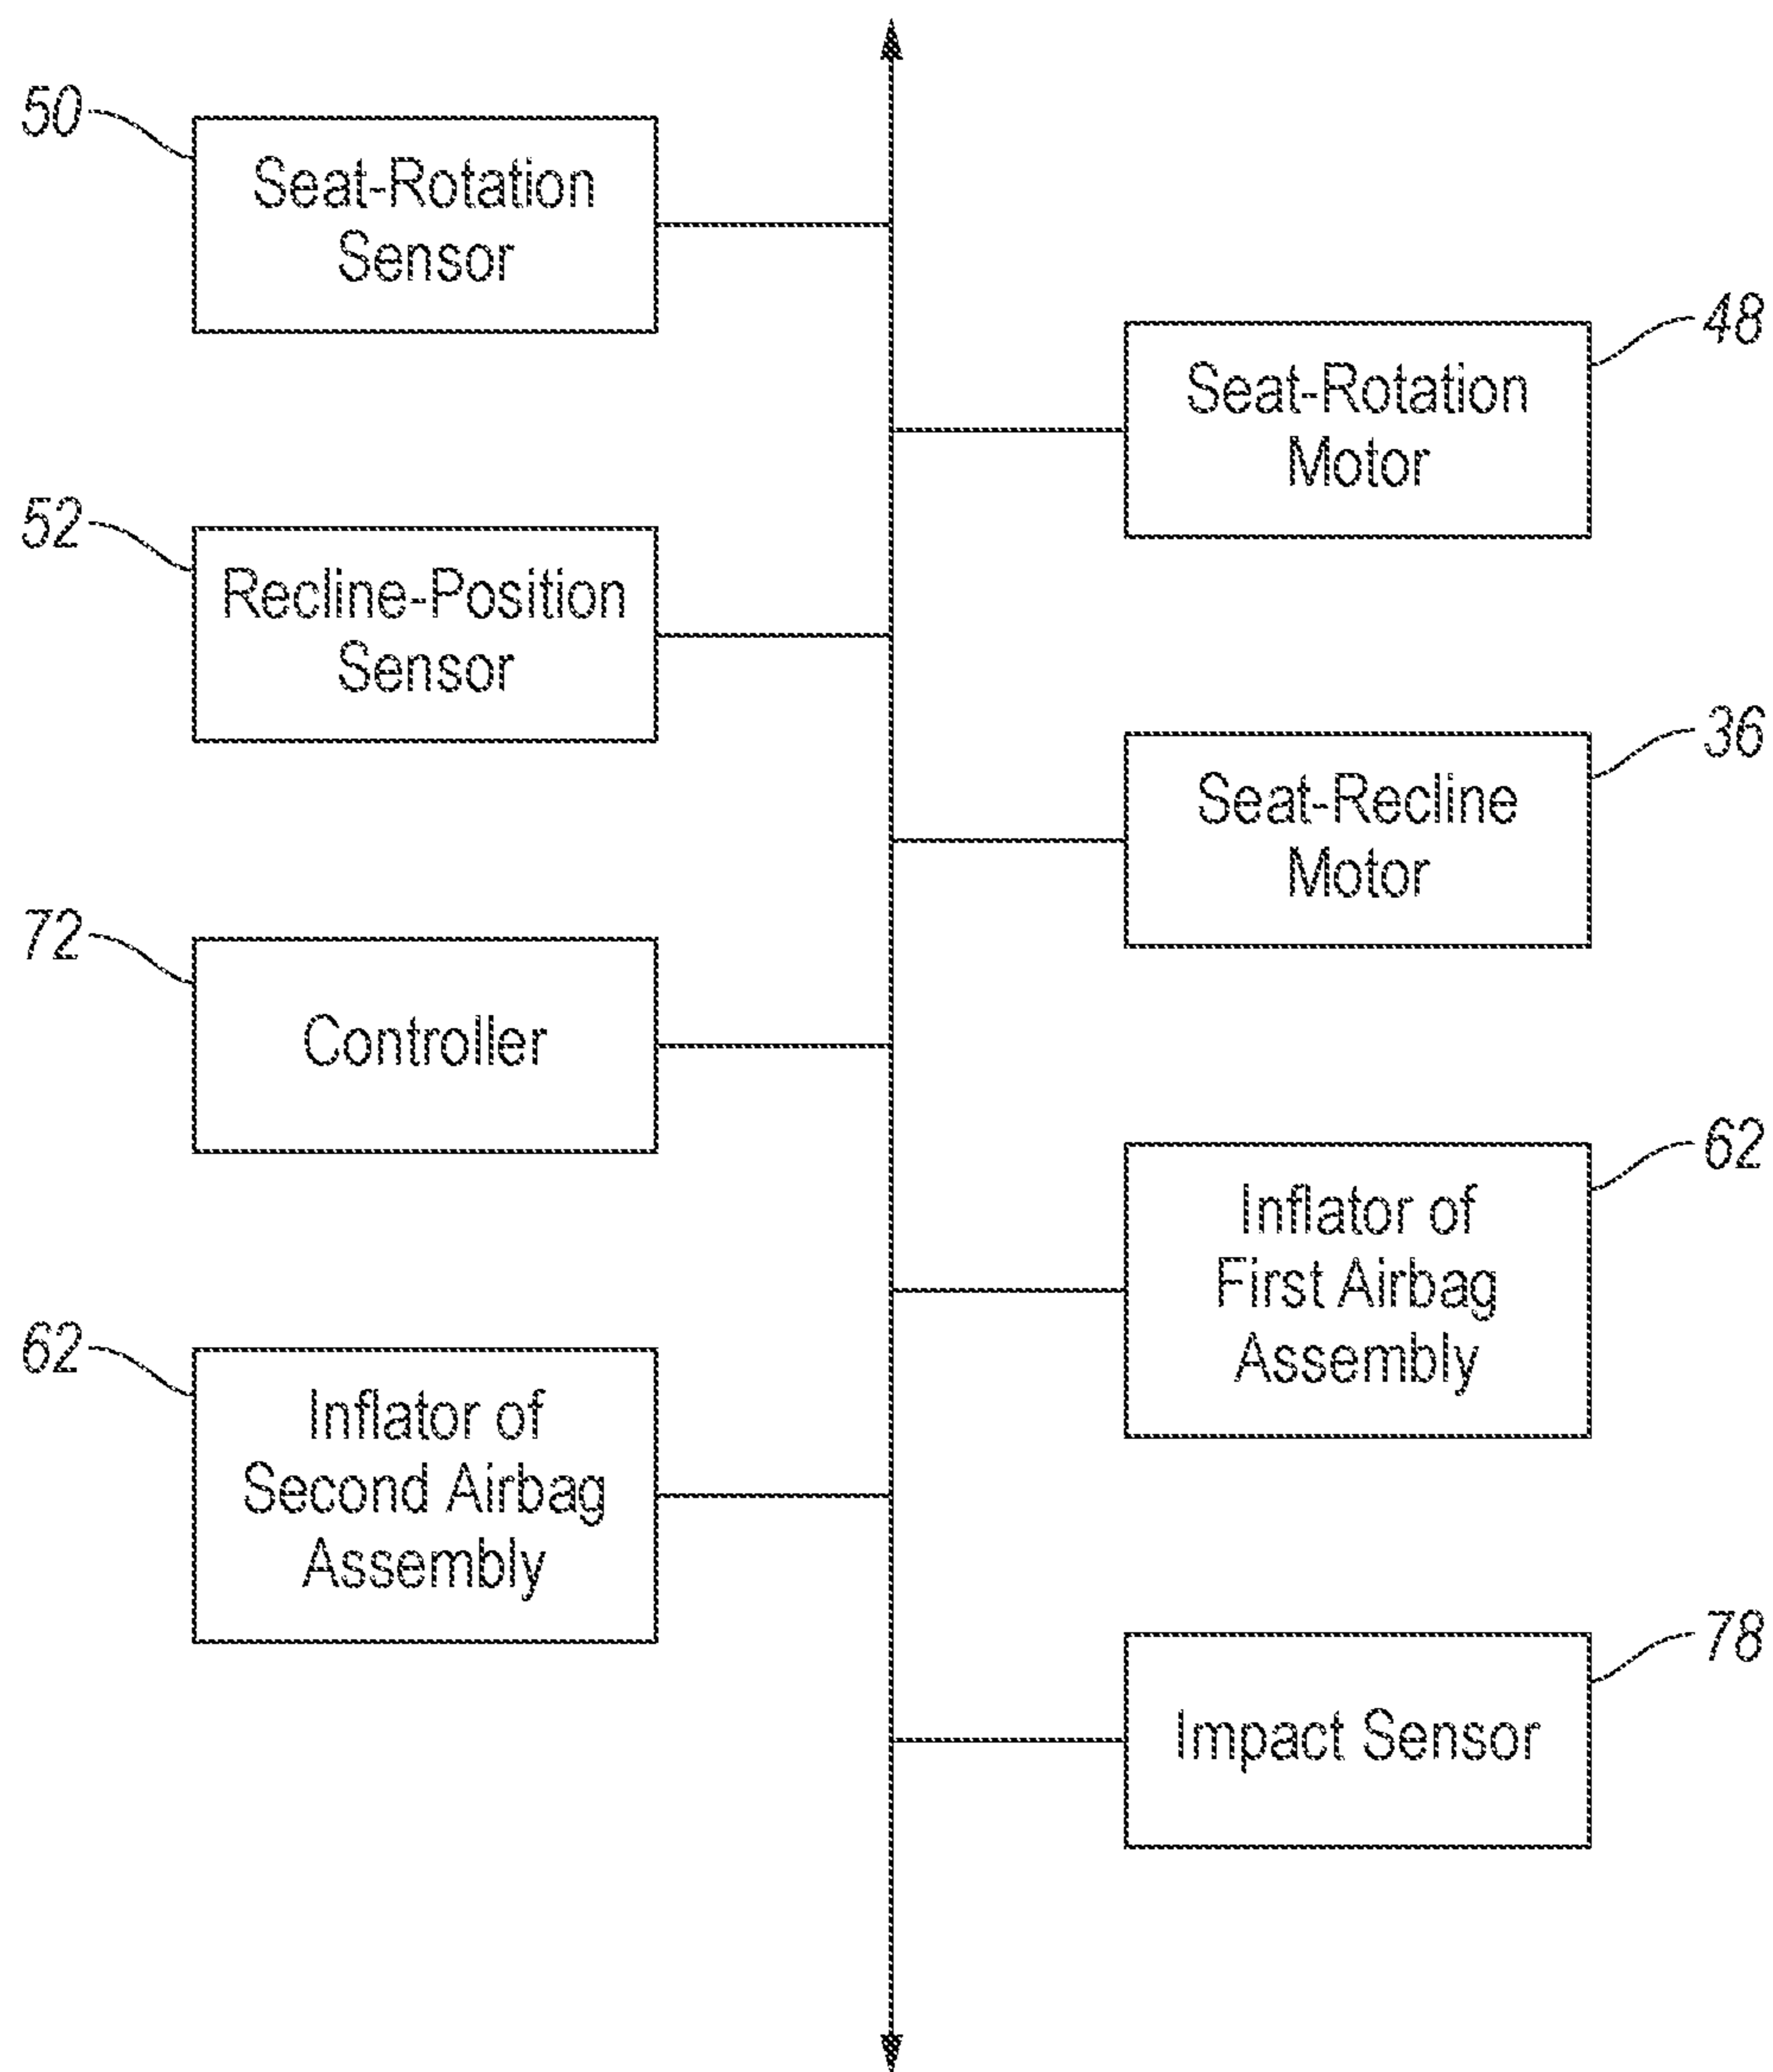 50
Seat-Rotation
Sensor
48
Seat-Rotation
Motor
52
Recline-Position
Sensor
36
Seat-Recline
Motor
72
Controller
62
Inflator of
First Airbag
Assembly
62
Inflator of
Second Airbag
Assembly
78
Impact Sensor